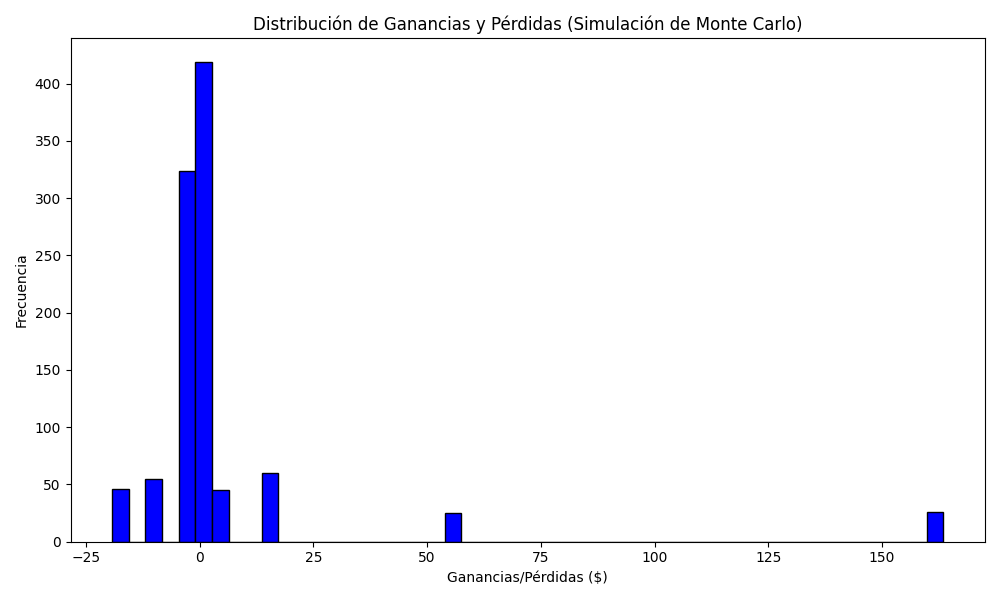 Distribución de Ganancias y Pérdidas (Simulación de Monte Carlo)
400
350
300
250
200
150
100
50
0
Frecuencia
−25 0 25 50 75 100 125 150
Ganancias/Pérdidas ($)